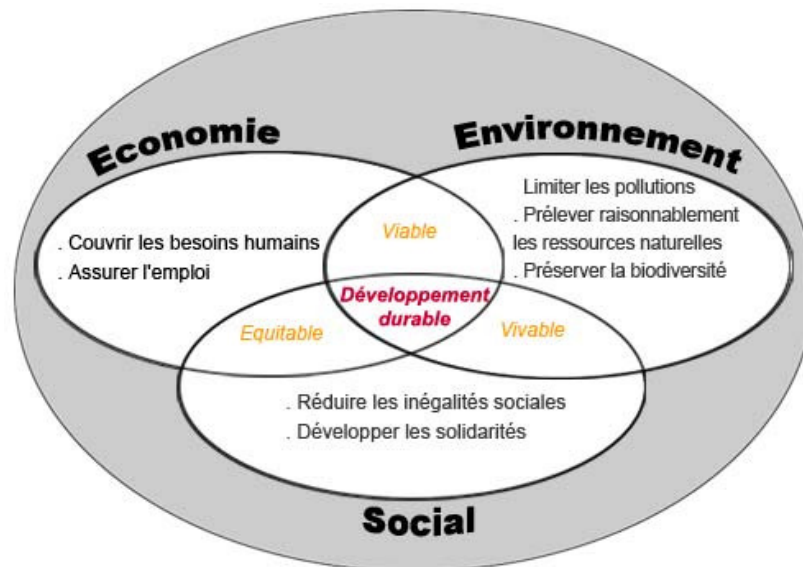 Economie
Environnement
Limiter les pollutions
. Prélever raisonnablement
les ressources naturelles
. Préserver la biodiversité
. Couvrir les besoins humains
. Assurer l'emploi
Viable
Développement
durable
Equitable
Vivable
. Réduire les inégalités sociales
. Développer les solidarités
Social